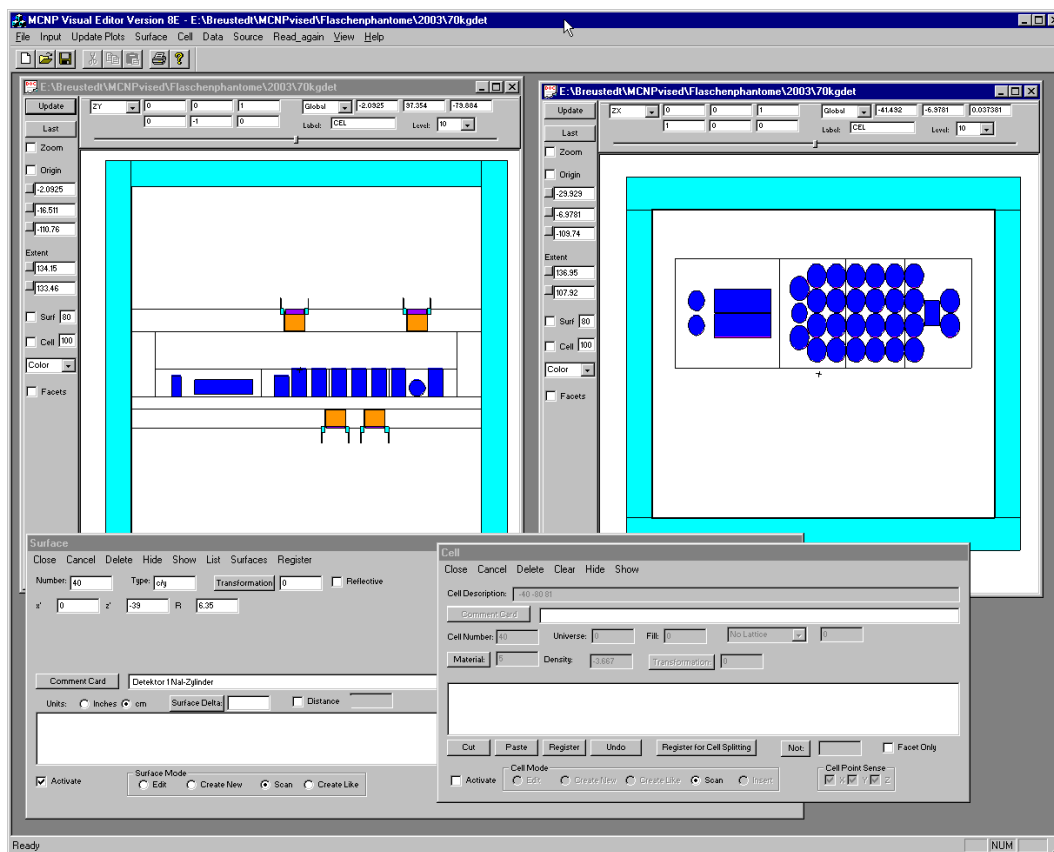 MCNP Visual Editor Version 8E - E:\Breustedt\MCNPvised\Flaschenphantome\2003\70kgdet
File Input Update Plots Surface Cell Data Source Read_again View Help
E:\Breustedt\MCNPvised\Flaschenphantome\2003\70kgdet
Update ZY 0 0 1 Global -2.0925 97.354 -79.884
0 -1 0 Label: CEL Level: 10
Last
Zoom
Origin
-2.0925
-16.511
-110.76
Extent
134.15
133.46
Surf 80
Cell 100
Color
Facets
E:\Breustedt\MCNPvised\Flaschenphantome\2003\70kgdet
Update ZX 0 0 1 Global -41.492 -6.9781 0.037381
1 0 0 Label: CEL Level: 10
Last
Zoom
Origin
-29.929
-6.9781
-109.74
Extent
136.95
107.92
Surf 80
Cell 100
Color
Facets
Surface
Close Cancel Delete Hide Show List Surfaces Register
Number: 40 Type: c/y Transformation 0 Reflective
x' 0 z' -39 R 6.35
Comment Card Detektor 1NaI-Zylinder
Units: Inches cm Surface Delta: Distance
Activate
Surface Mode
Edit Create New Scan Create Like
Cell
Close Cancel Delete Clear Hide Show
Cell Description: -40 -80 81
Comment Card
Cell Number: 40 Universe: 0 Fill: 0 No Lattice 0
Material: 5 Density: -3.667 Transformation: 0
Cut Paste Register Undo Register for Cell Splitting Not: Facet Only
Activate
Cell Mode
Edit Create New Create Like Scan Insert
Cell Point Sense
X Y Z
Ready NUM